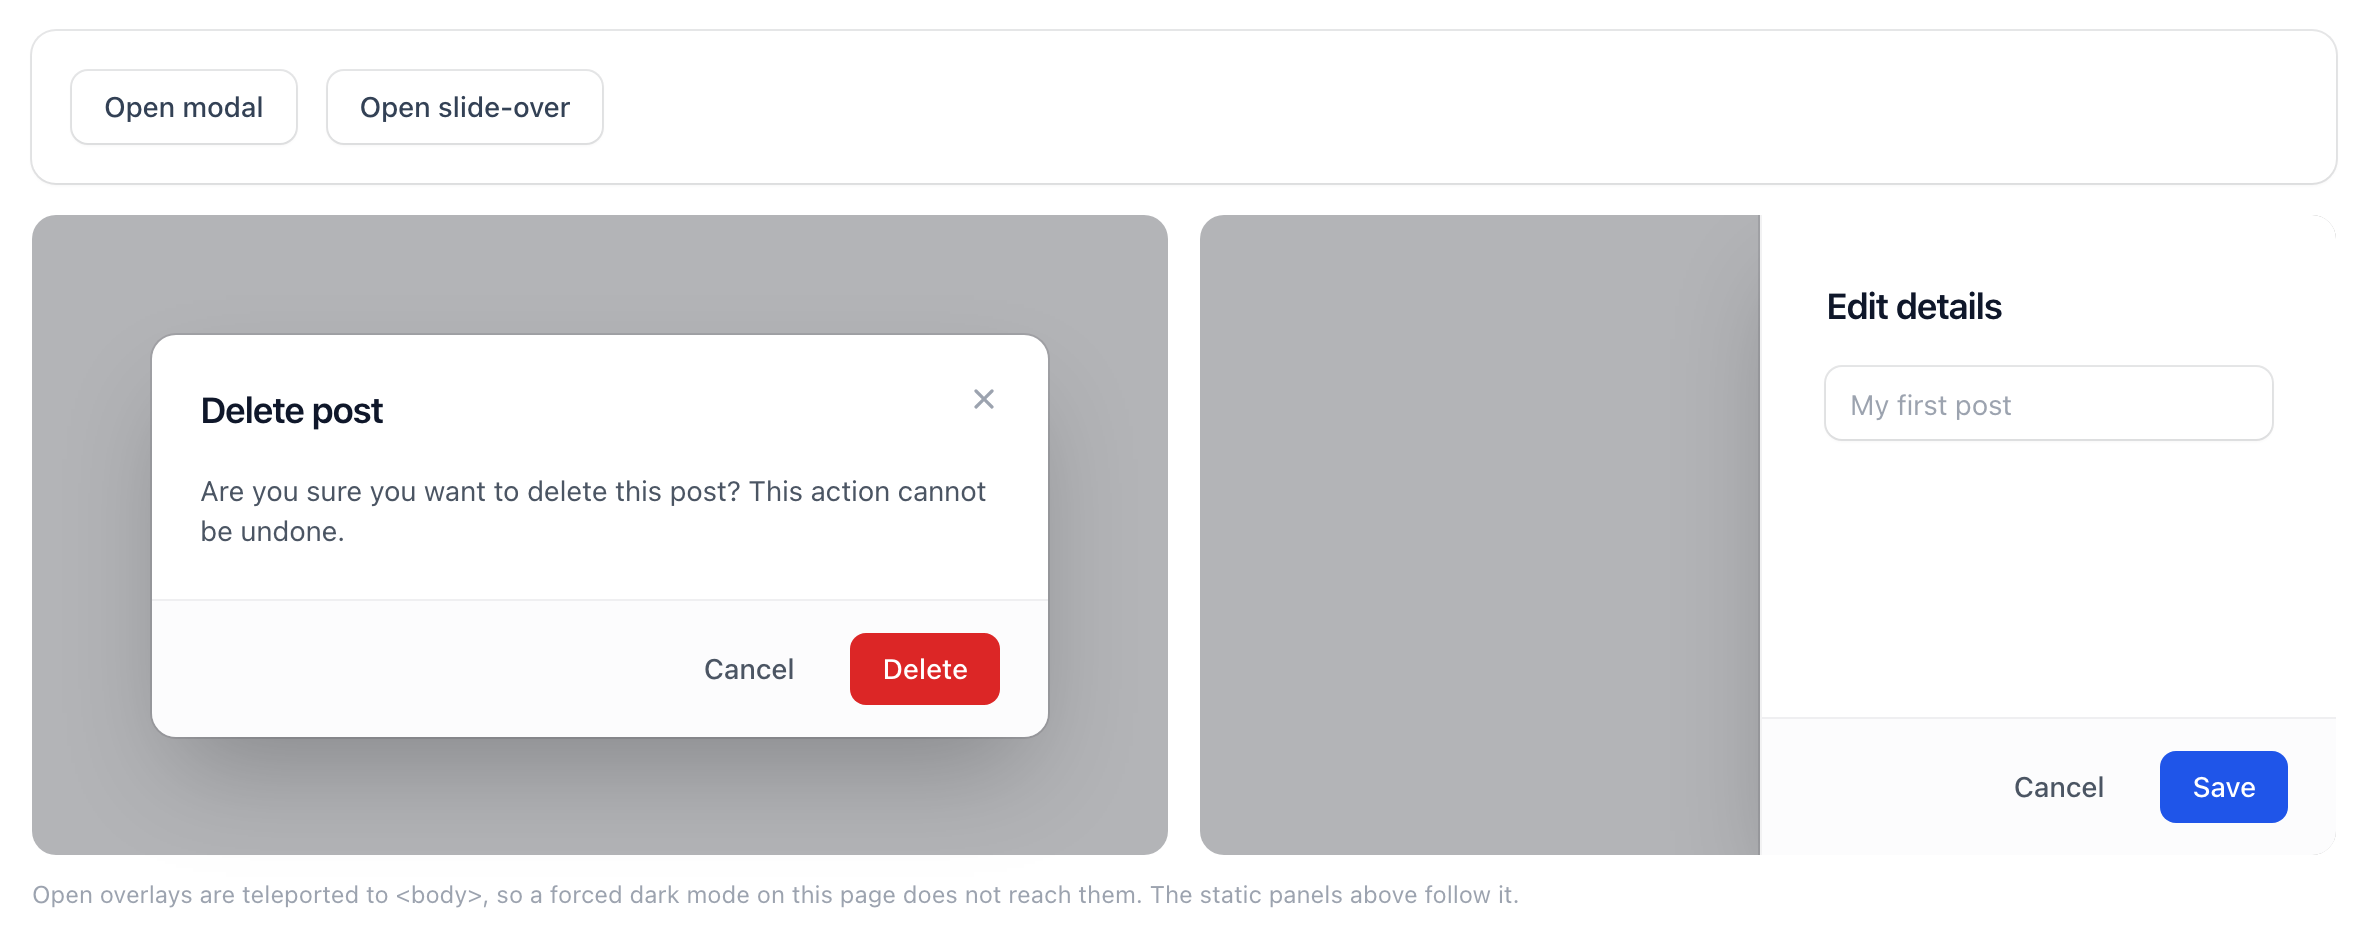 Open modal
Open slide-over
Delete post
Are you sure you want to delete this post? This action cannot
be undone.
Cancel
Delete
Edit details
My first post
Cancel
Save
Open overlays are teleported to <body>, so a forced dark mode on this page does not reach them. The static panels above follow it.